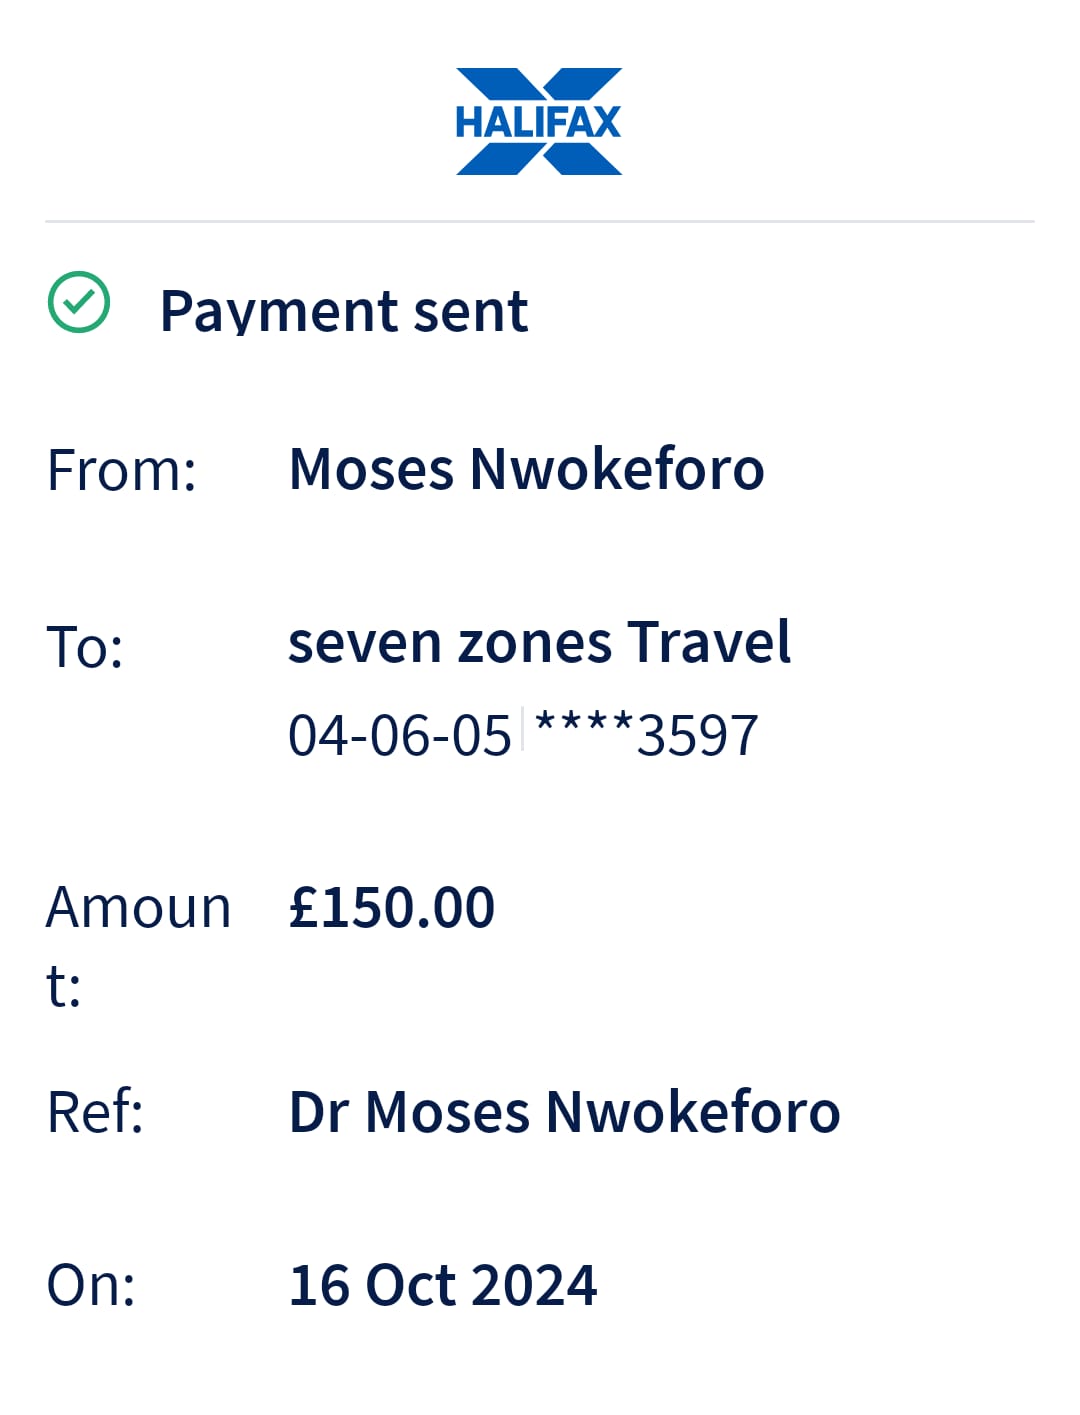 HALIFAX
Payment sent
From: Moses Nwokeforo
To: seven zones Travel
04-06-05 ****3597
Amoun £150.00
t:
Ref: Dr Moses Nwokeforo
On: 16 Oct 2024